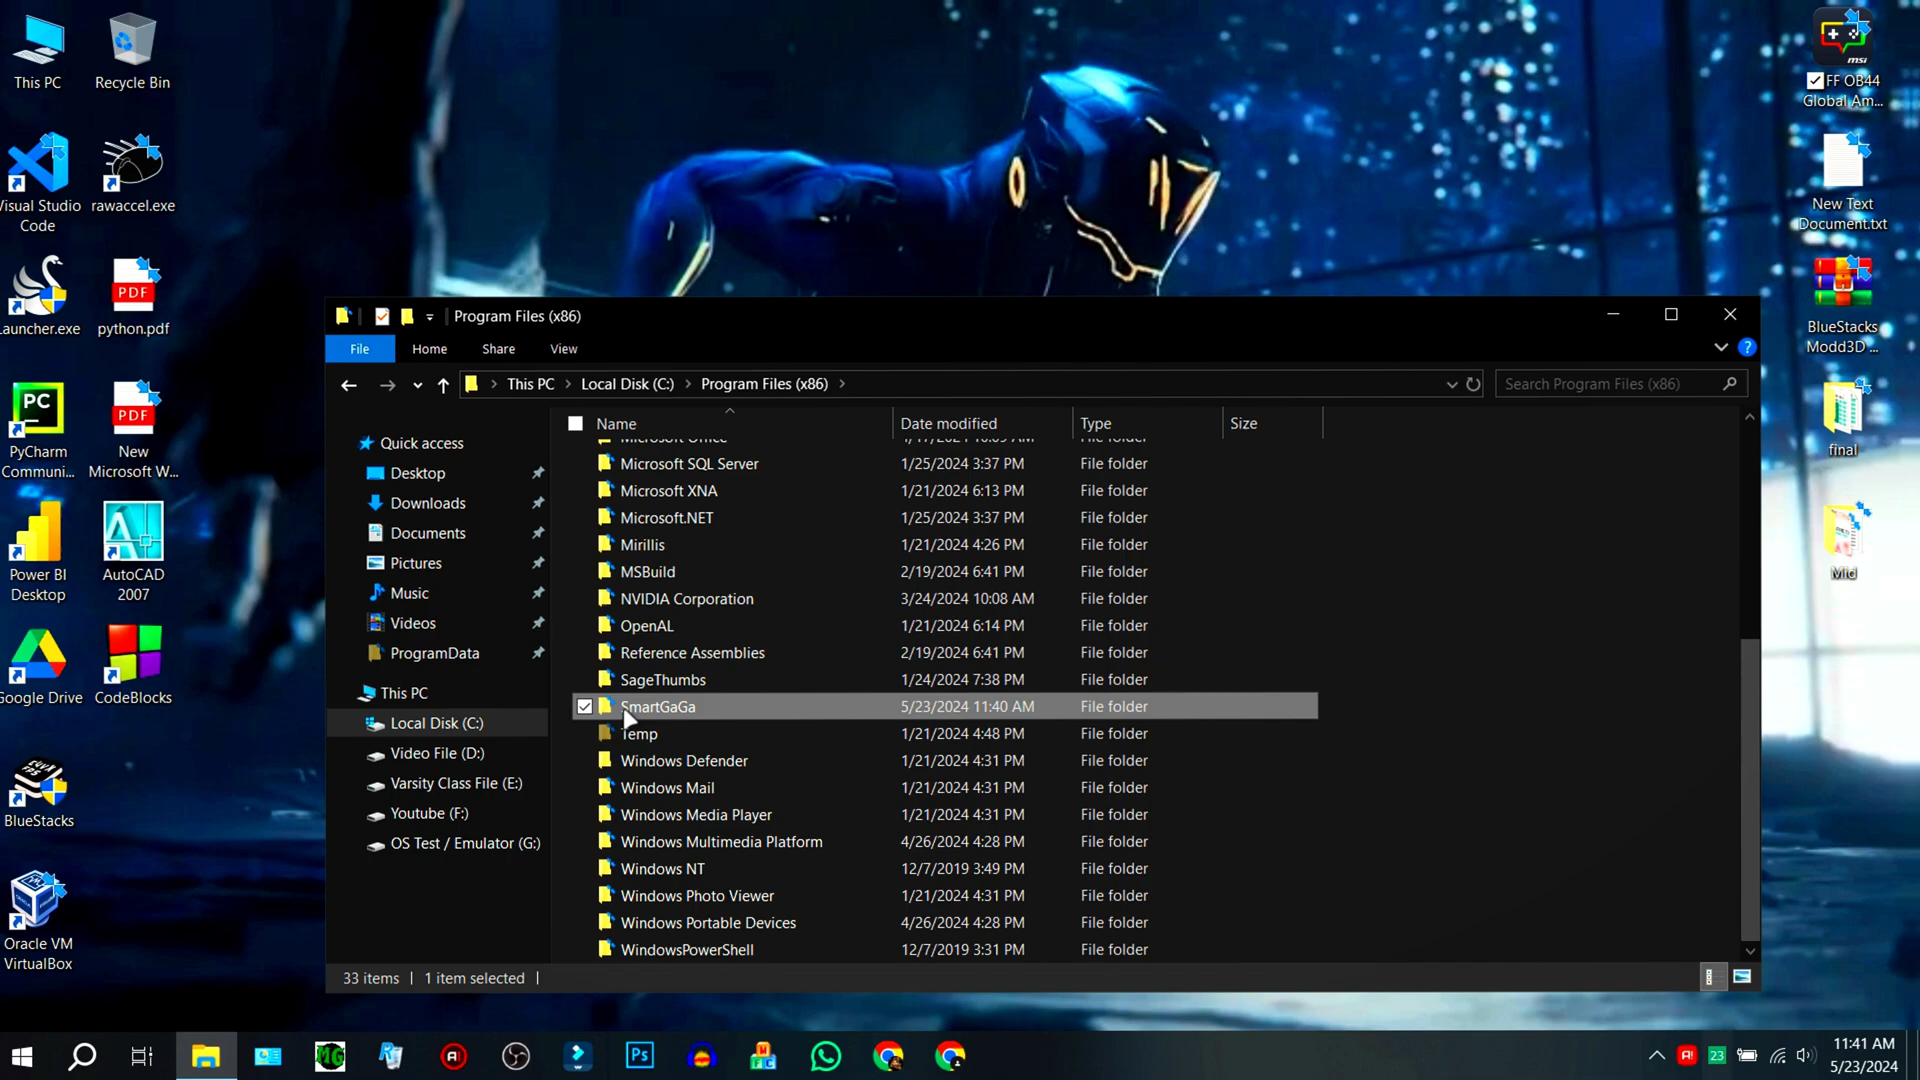 This PC
Recycle Bin
Visual Studio
Code
rawaccel.exe
Launcher.exe
PDF
python.pdf
PC
PyCharm
Communi...
PDF
New
Microsoft W...
Power BI
Desktop
AutoCAD
2007
Google Drive
CodeBlocks
BlueStacks
Oracle VM
VirtualBox
msi
FF OB44
Global Am...
New Text
Document.txt
BlueStacks
Modd3D ...
final
Mid
Program Files (x86)
File
Home
Share
View
?
This PC
Local Disk (C:)
Program Files (x86)
Search Program Files (x86)
Name
Date modified
Type
Size
Quick access
Desktop
Downloads
Documents
Pictures
Music
Videos
ProgramData
This PC
Local Disk (C:)
Video File (D:)
Varsity Class File (E:)
Youtube (F:)
OS Test / Emulator (G:)
Microsoft SQL Server 1/25/2024 3:37 PM File folder
Microsoft XNA 1/21/2024 6:13 PM File folder
Microsoft.NET 1/25/2024 3:37 PM File folder
Mirillis 1/21/2024 4:26 PM File folder
MSBuild 2/19/2024 6:41 PM File folder
NVIDIA Corporation 3/24/2024 10:08 AM File folder
OpenAL 1/21/2024 6:14 PM File folder
Reference Assemblies 2/19/2024 6:41 PM File folder
SageThumbs 1/24/2024 7:38 PM File folder
SmartGaGa 5/23/2024 11:40 AM File folder
Temp 1/21/2024 4:48 PM File folder
Windows Defender 1/21/2024 4:31 PM File folder
Windows Mail 1/21/2024 4:31 PM File folder
Windows Media Player 1/21/2024 4:31 PM File folder
Windows Multimedia Platform 4/26/2024 4:28 PM File folder
Windows NT 12/7/2019 3:49 PM File folder
Windows Photo Viewer 1/21/2024 4:31 PM File folder
Windows Portable Devices 4/26/2024 4:28 PM File folder
WindowsPowerShell 12/7/2019 3:31 PM File folder
33 items
1 item selected
MG
Ps
23
11:41 AM
5/23/2024